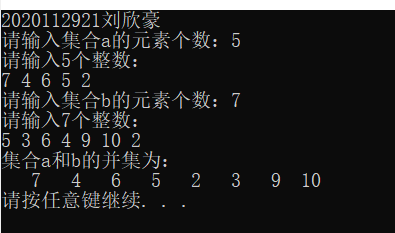 2020112921刘欣豪
请输入集合a的元素个数：5
请输入5个整数：
7 4 6 5 2
请输入集合b的元素个数：7
请输入7个整数：
5 3 6 4 9 10 2
集合a和b的并集为：
7 4 6 5 2 3 9 10
请按任意键继续. . .